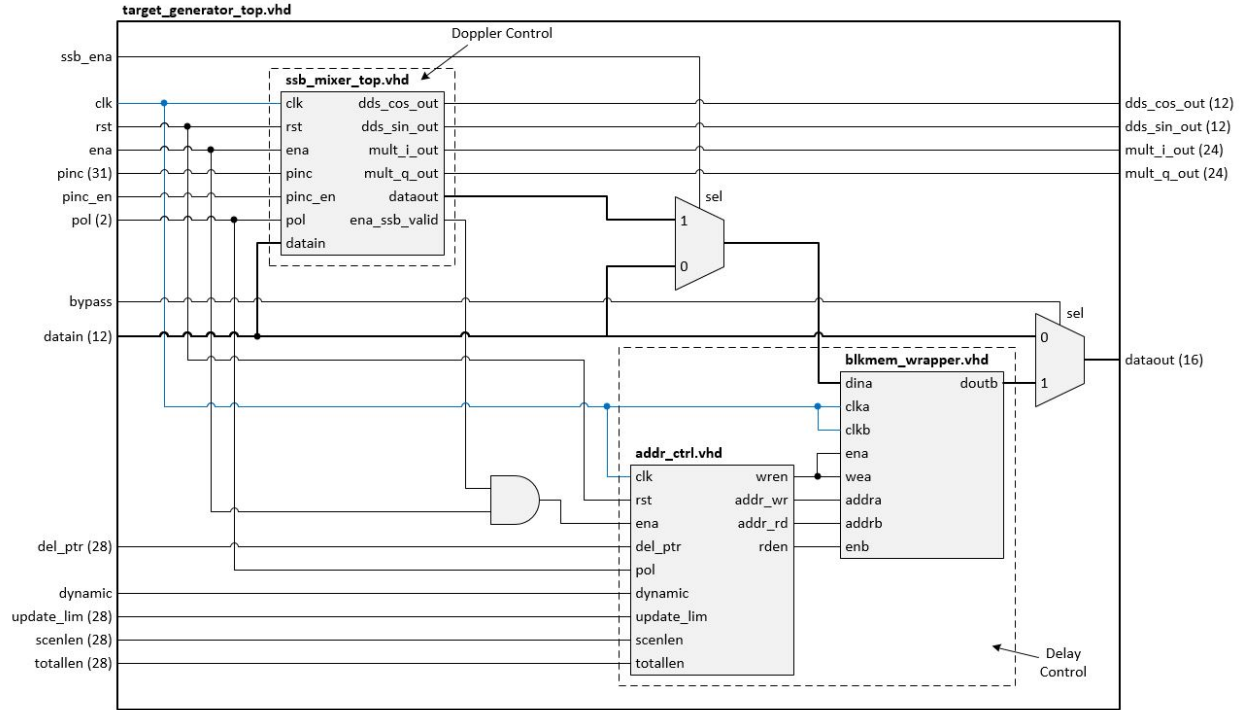 target_generator_top.vhd
Doppler Control
ssb_ena
ssb_mixer_top.vhd
clk
clk
dds_cos_out
dds_cos_out (12)
rst
rst
dds_sin_out
dds_sin_out (12)
ena
ena
mult_i_out
mult_i_out (24)
pinc (31)
pinc
mult_q_out
mult_q_out (24)
pinc_en
pinc_en
dataout
sel
pol (2)
pol
ena_ssb_valid
1
datain
0
bypass
sel
datain (12)
0
blkmem_wrapper.vhd
dataout (16)
dina
doutb
1
clka
clkb
addr_ctrl.vhd
ena
clk
wren
wea
rst
addr_wr
addra
ena
addr_rd
addrb
del_ptr (28)
del_ptr
rden
enb
pol
dynamic
dynamic
update_lim (28)
update_lim
scenlen (28)
scenlen
totallen (28)
totallen
Delay
Control